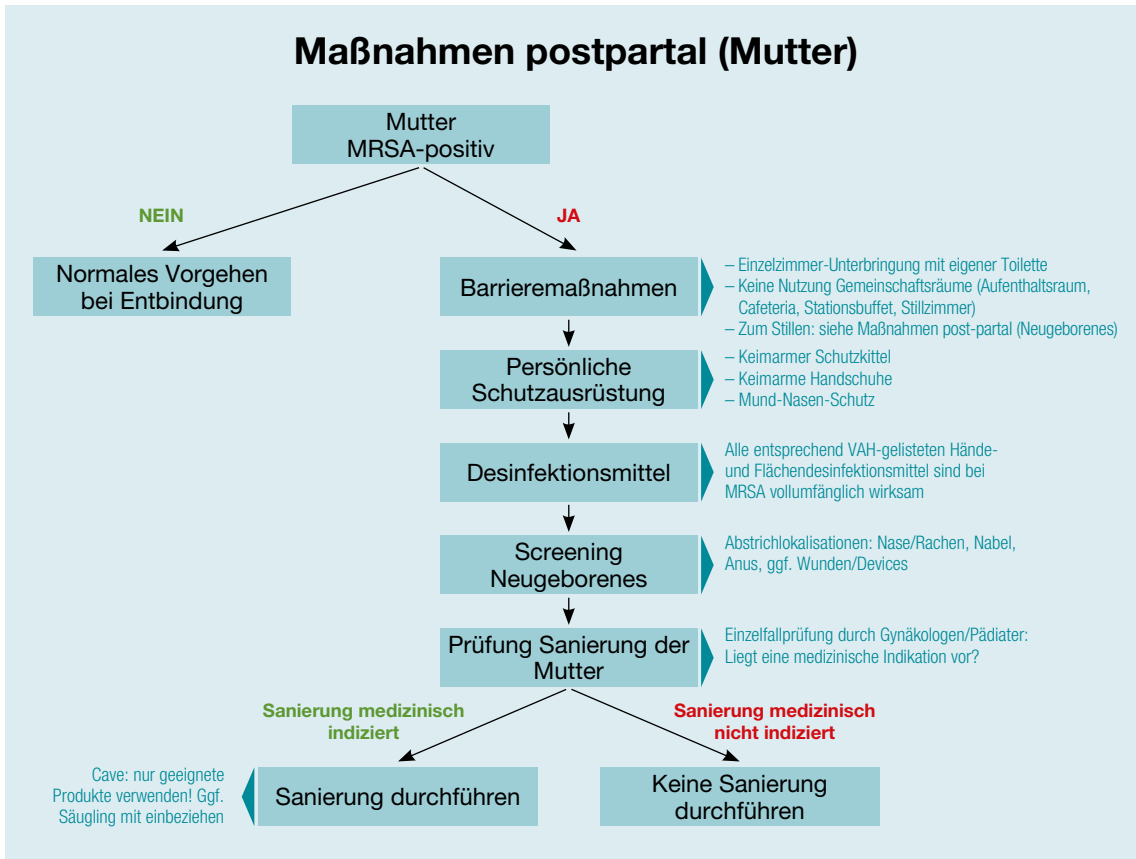 Maßnahmen postpartal (Mutter)
Mutter
MRSA-positiv
NEIN
JA
Normales Vorgehen
bei Entbindung
Barrieremaßnahmen
– Einzelzimmer-Unterbringung mit eigener Toilette
– Keine Nutzung Gemeinschaftsräume (Aufenthaltsraum,
Cafeteria, Stationsbuffet, Stillzimmer)
– Zum Stillen: siehe Maßnahmen post-partal (Neugeborenes)
Persönliche
Schutzausrüstung
– Keimarmer Schutzkittel
– Keimarme Handschuhe
– Mund-Nasen-Schutz
Desinfektionsmittel
Alle entsprechend VAH-gelisteten Hände-
und Flächendesinfektionsmittel sind bei
MRSA vollumfänglich wirksam
Screening
Neugeborenes
Abstrichlokalisationen: Nase/Rachen, Nabel,
Anus, ggf. Wunden/Devices
Prüfung Sanierung der
Mutter
Einzelfallprüfung durch Gynäkologen/Pädiater:
Liegt eine medizinische Indikation vor?
Sanierung medizinisch
indiziert
Sanierung medizinisch
nicht indiziert
Cave: nur geeignete
Produkte verwenden! Ggf.
Säugling mit einbeziehen
Sanierung durchführen
Keine Sanierung
durchführen